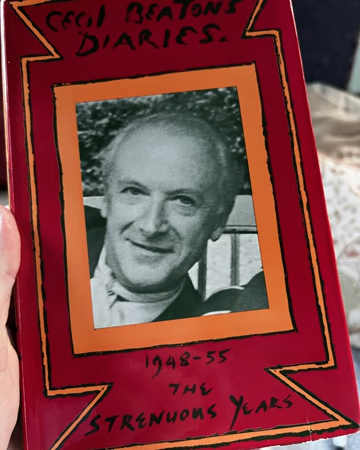 CECIL BEATON'S
DIARIES.
1948-55
THE
STRENUOUS YEARS